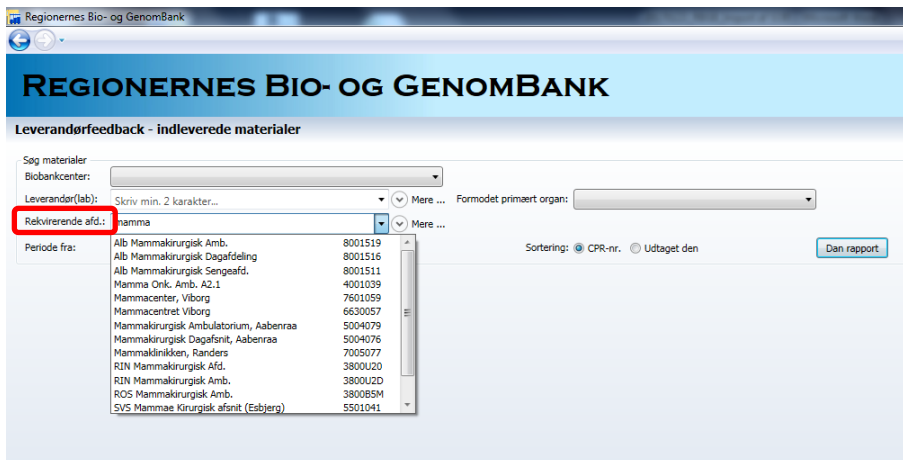 Regionernes Bio- og GenomBank
REGIONERNES BIO- OG GENOMBANK
Leverandørfeedback - indleverede materialer
Søg materialer
Biobankcenter:
Leverandør(lab): Skriv min. 2 karakter... Mere ... Formodet primært organ:
Rekvirerende afd.: mamma Mere ...
Periode fra: Sortering: CPR-nr. Udtaget den Dan rapport
Alb Mammakirurgisk Amb. 8001519
Alb Mammakirurgisk Dagafdeling 8001516
Alb Mammakirurgisk Sengeafd. 8001511
Mamma Onk. Amb. A2.1 4001039
Mammacenter, Viborg 7601059
Mammacentret Viborg 6630057
Mammakirurgisk Ambulatorium, Aabenraa 5004079
Mammakirurgisk Dagafsnit, Aabenraa 5004076
Mammaklinikken, Randers 7005077
RIN Mammakirurgisk Afd. 3800U20
RIN Mammakirurgisk Amb. 3800U2D
ROS Mammakirurgisk Amb. 3800B5M
SVS Mammae Kirurgisk afsnit (Esbjerg) 5501041